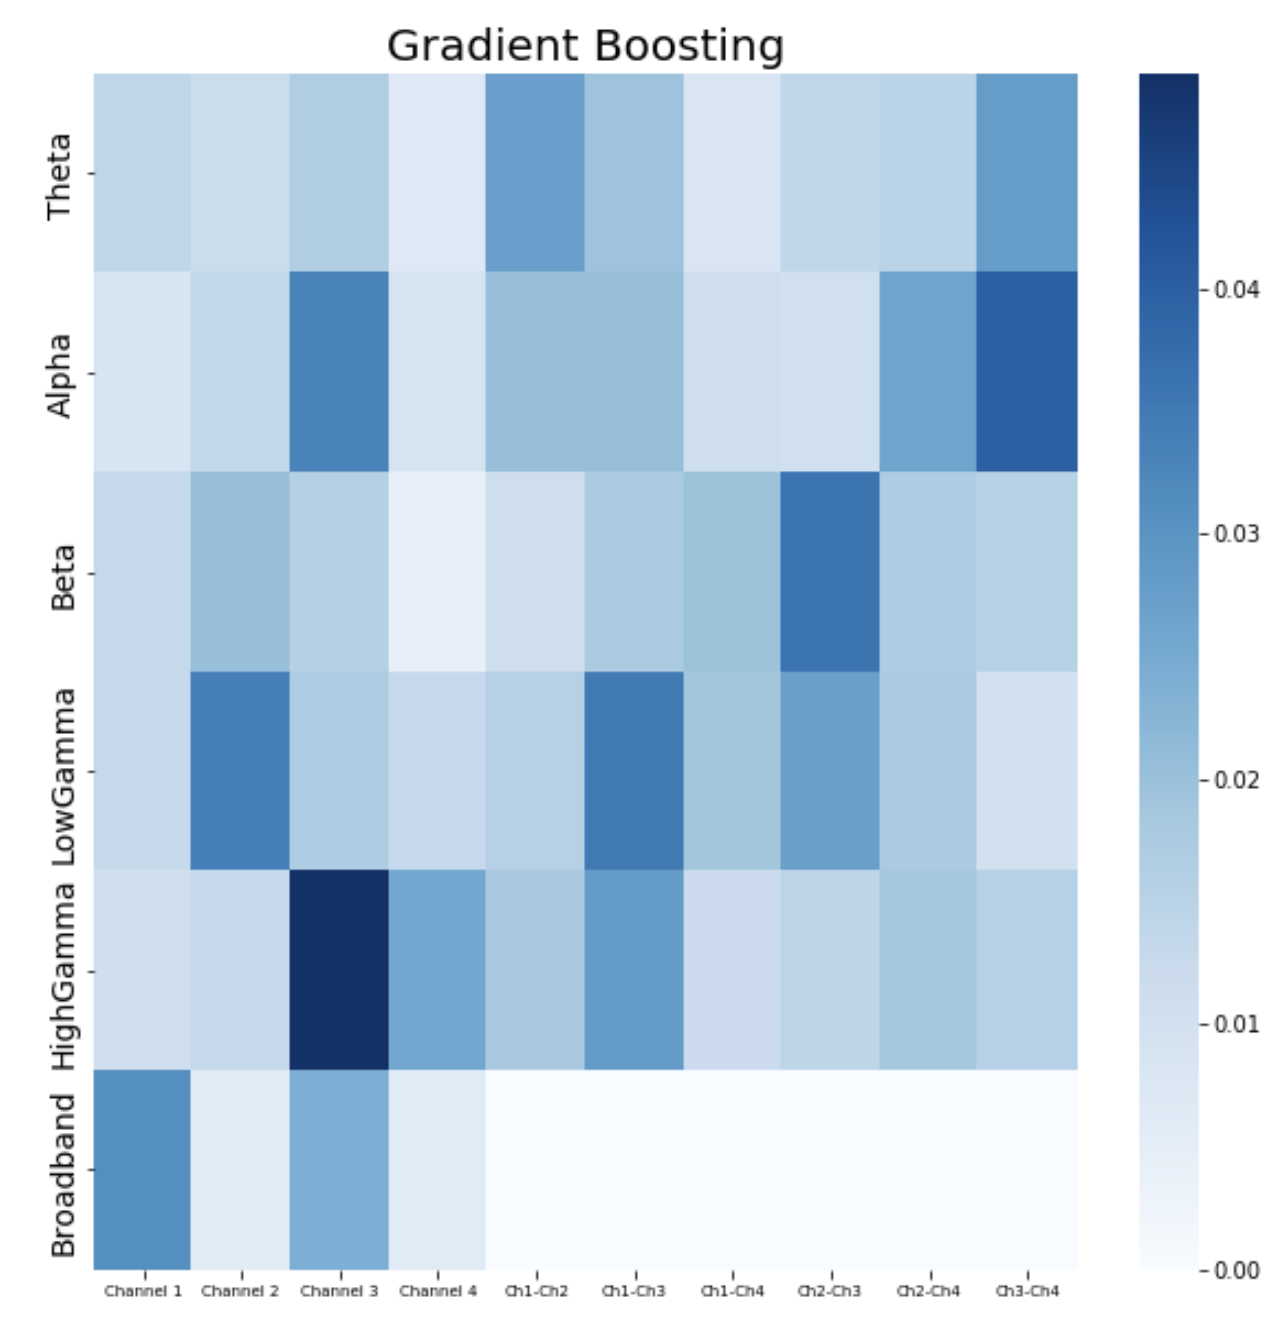 Gradient Boosting
Theta
Alpha
Beta
LowGamma
HighGamma
Broadband
Channel 1
Channel 2
Channel 3
Channel 4
Ch1-Ch2
Ch1-Ch3
Ch1-Ch4
Ch2-Ch3
Ch2-Ch4
Ch3-Ch4
0.04
0.03
0.02
0.01
0.00